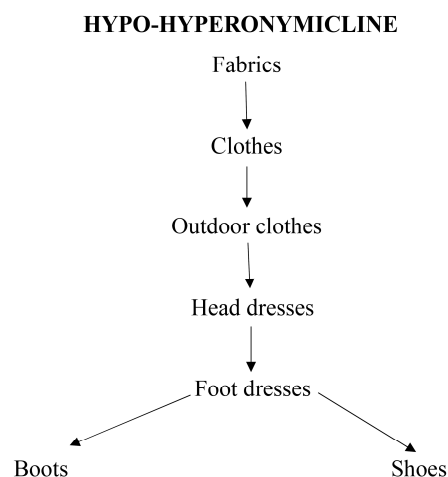 HYPO-HYPERONYMICLINE
Fabrics
Clothes
Outdoor clothes
Head dresses
Foot dresses
Boots
Shoes